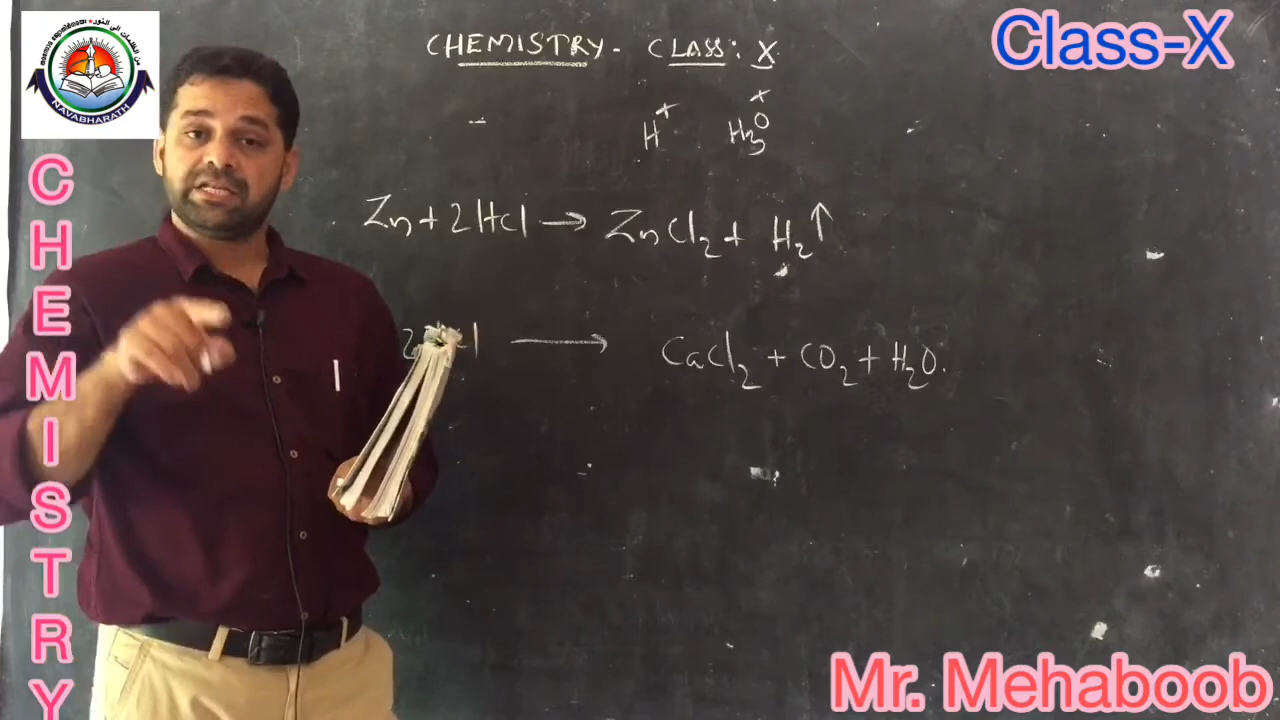 Class-X
CHEMISTRY - CLASS: X
H⁺ H₃O⁺
NAVABHARATH
CHEMISTRY
Zn + 2HCl → ZnCl₂ + H₂↑
→ CaCl₂ + CO₂ + H₂O.
Mr. Mehaboob